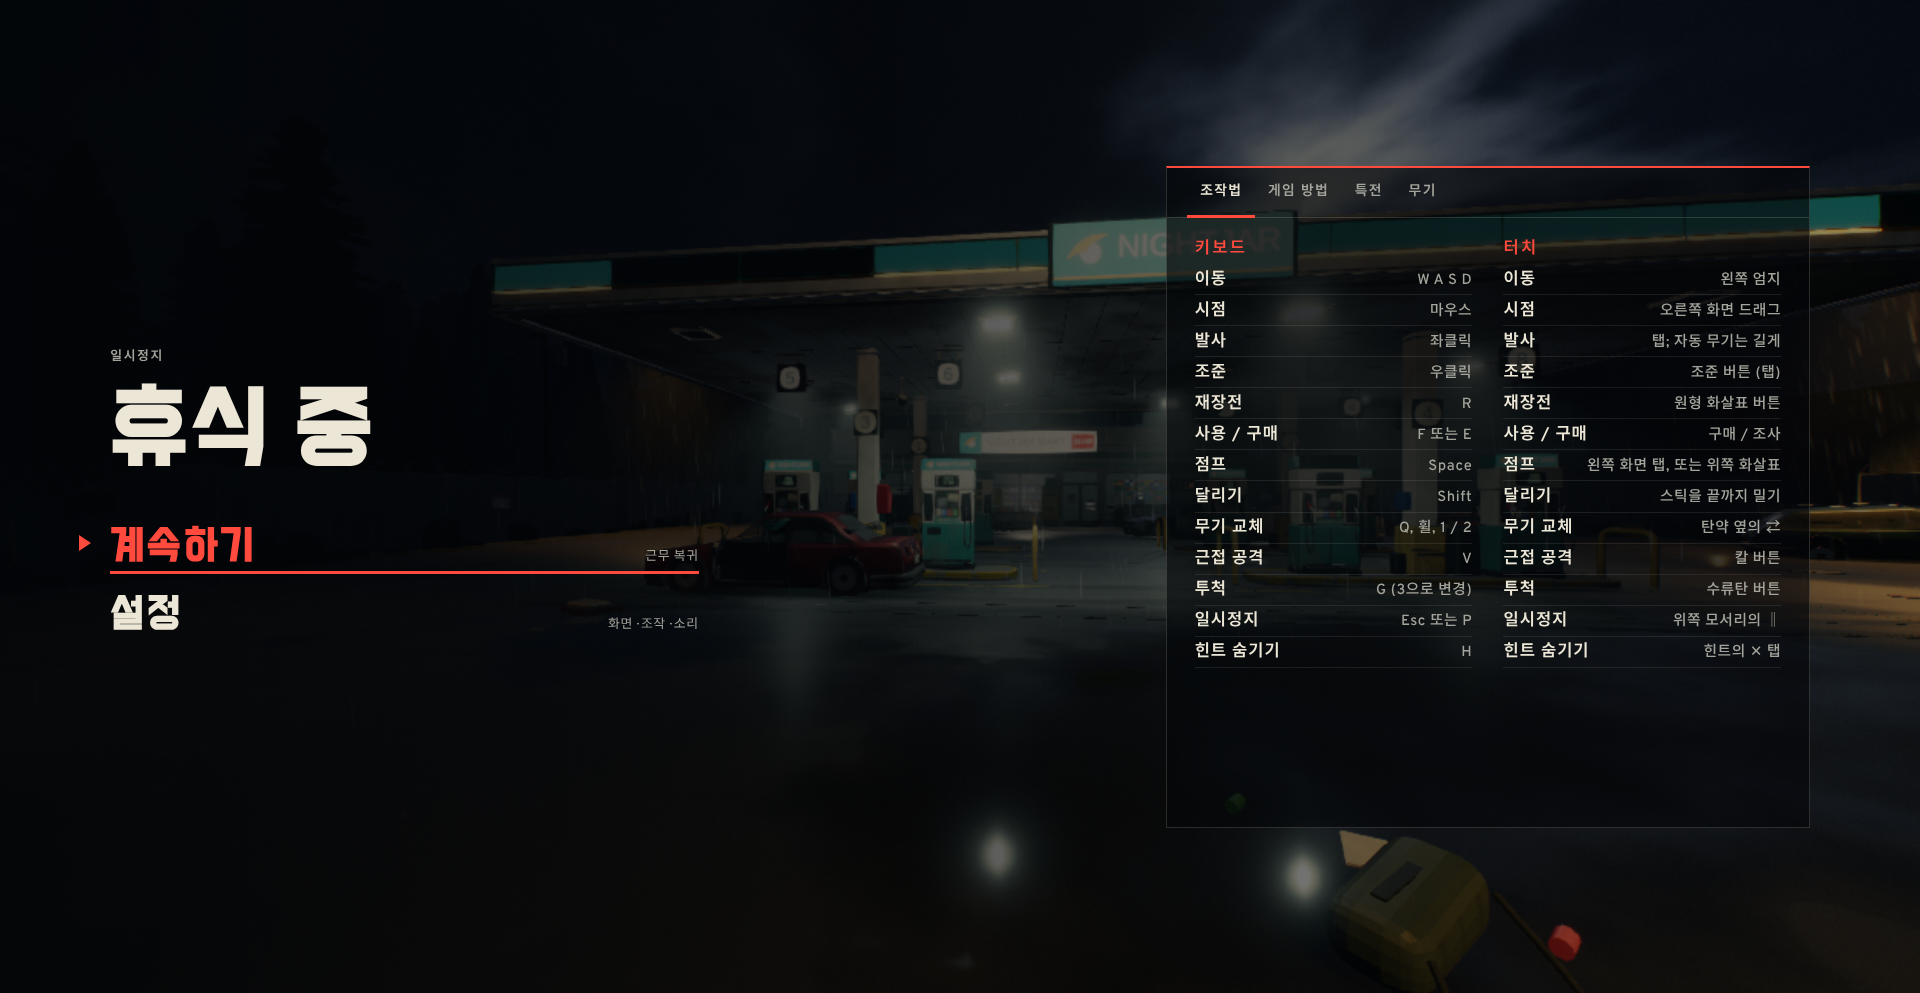 일시정지
휴식 중
계속하기 근무 복귀
설정 화면 · 조작 · 소리
조작법 게임 방법 특전 무기
NIGHTJAR
키보드
이동 W A S D
시점 마우스
발사 좌클릭
조준 우클릭
재장전 R
사용 / 구매 F 또는 E
점프 Space
달리기 Shift
무기 교체 Q, 휠, 1 / 2
근접 공격 V
투척 G (3으로 변경)
일시정지 Esc 또는 P
힌트 숨기기 H
터치
이동 왼쪽 엄지
시점 오른쪽 화면 드래그
발사 탭; 자동 무기는 길게
조준 조준 버튼 (탭)
재장전 원형 화살표 버튼
사용 / 구매 구매 / 조사
점프 왼쪽 화면 탭, 또는 위쪽 화살표
달리기 스틱을 끝까지 밀기
무기 교체 탄약 옆의 ⇄
근접 공격 칼 버튼
투척 수류탄 버튼
일시정지 위쪽 모서리의 ‖
힌트 숨기기 힌트의 × 탭
5
6
3